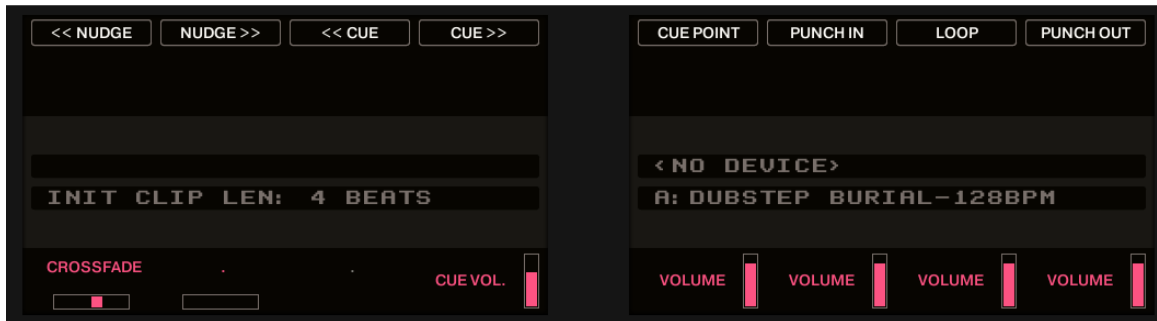 << NUDGE NUDGE >> << CUE CUE >>
INIT CLIP LEN: 4 BEATS
CROSSFADE . . CUE VOL.
CUE POINT PUNCH IN LOOP PUNCH OUT
<NO DEVICE>
A: DUBSTEP BURIAL-128BPM
VOLUME VOLUME VOLUME VOLUME